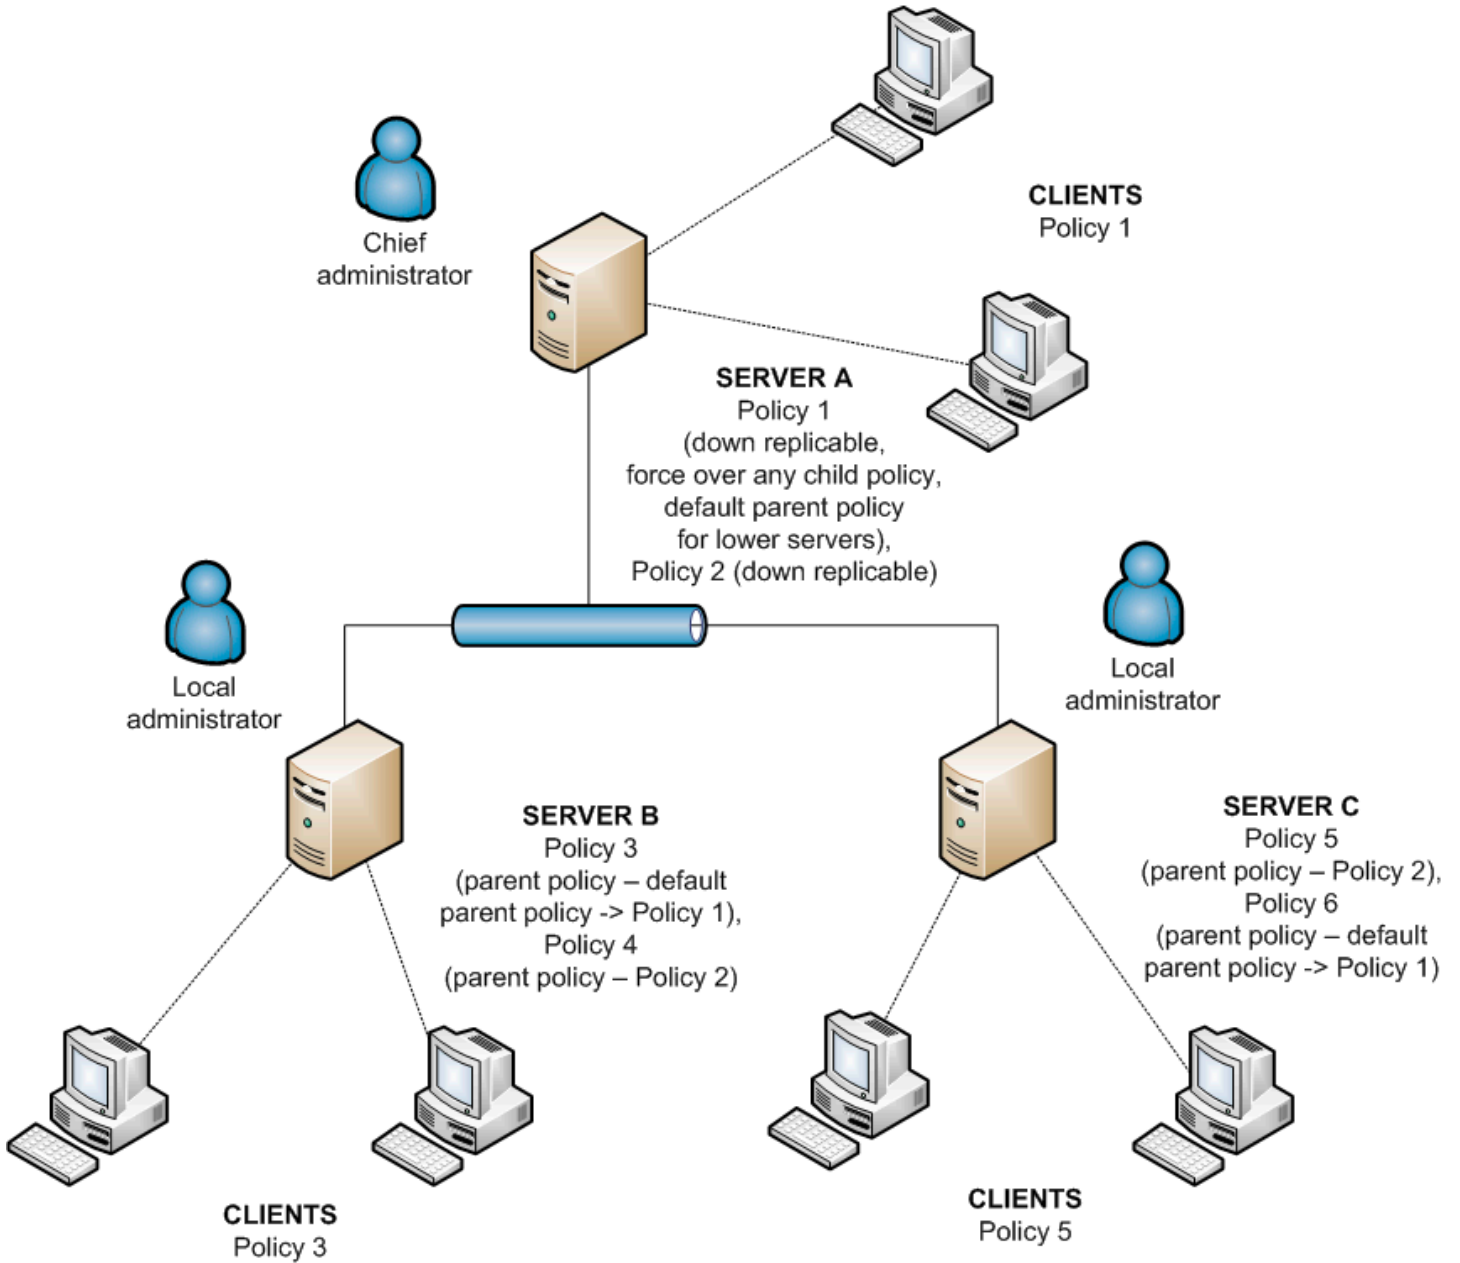 CLIENTS
Policy 1
Chief
administrator
SERVER A
Policy 1
(down replicable,
force over any child policy,
default parent policy
for lower servers),
Policy 2 (down replicable)
Local
administrator
Local
administrator
SERVER B
Policy 3
(parent policy – default
parent policy -> Policy 1),
Policy 4
(parent policy – Policy 2)
SERVER C
Policy 5
(parent policy – Policy 2),
Policy 6
(parent policy – default
parent policy -> Policy 1)
CLIENTS
Policy 3
CLIENTS
Policy 5